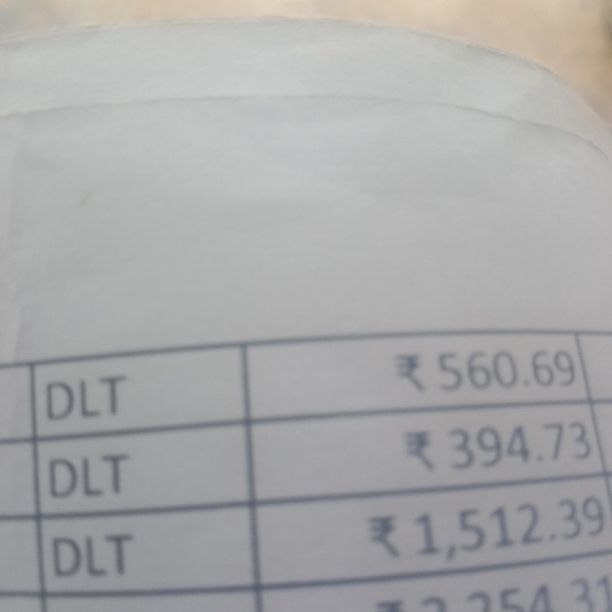 DLT ₹ 560.69
DLT ₹ 394.73
DLT ₹ 1,512.39